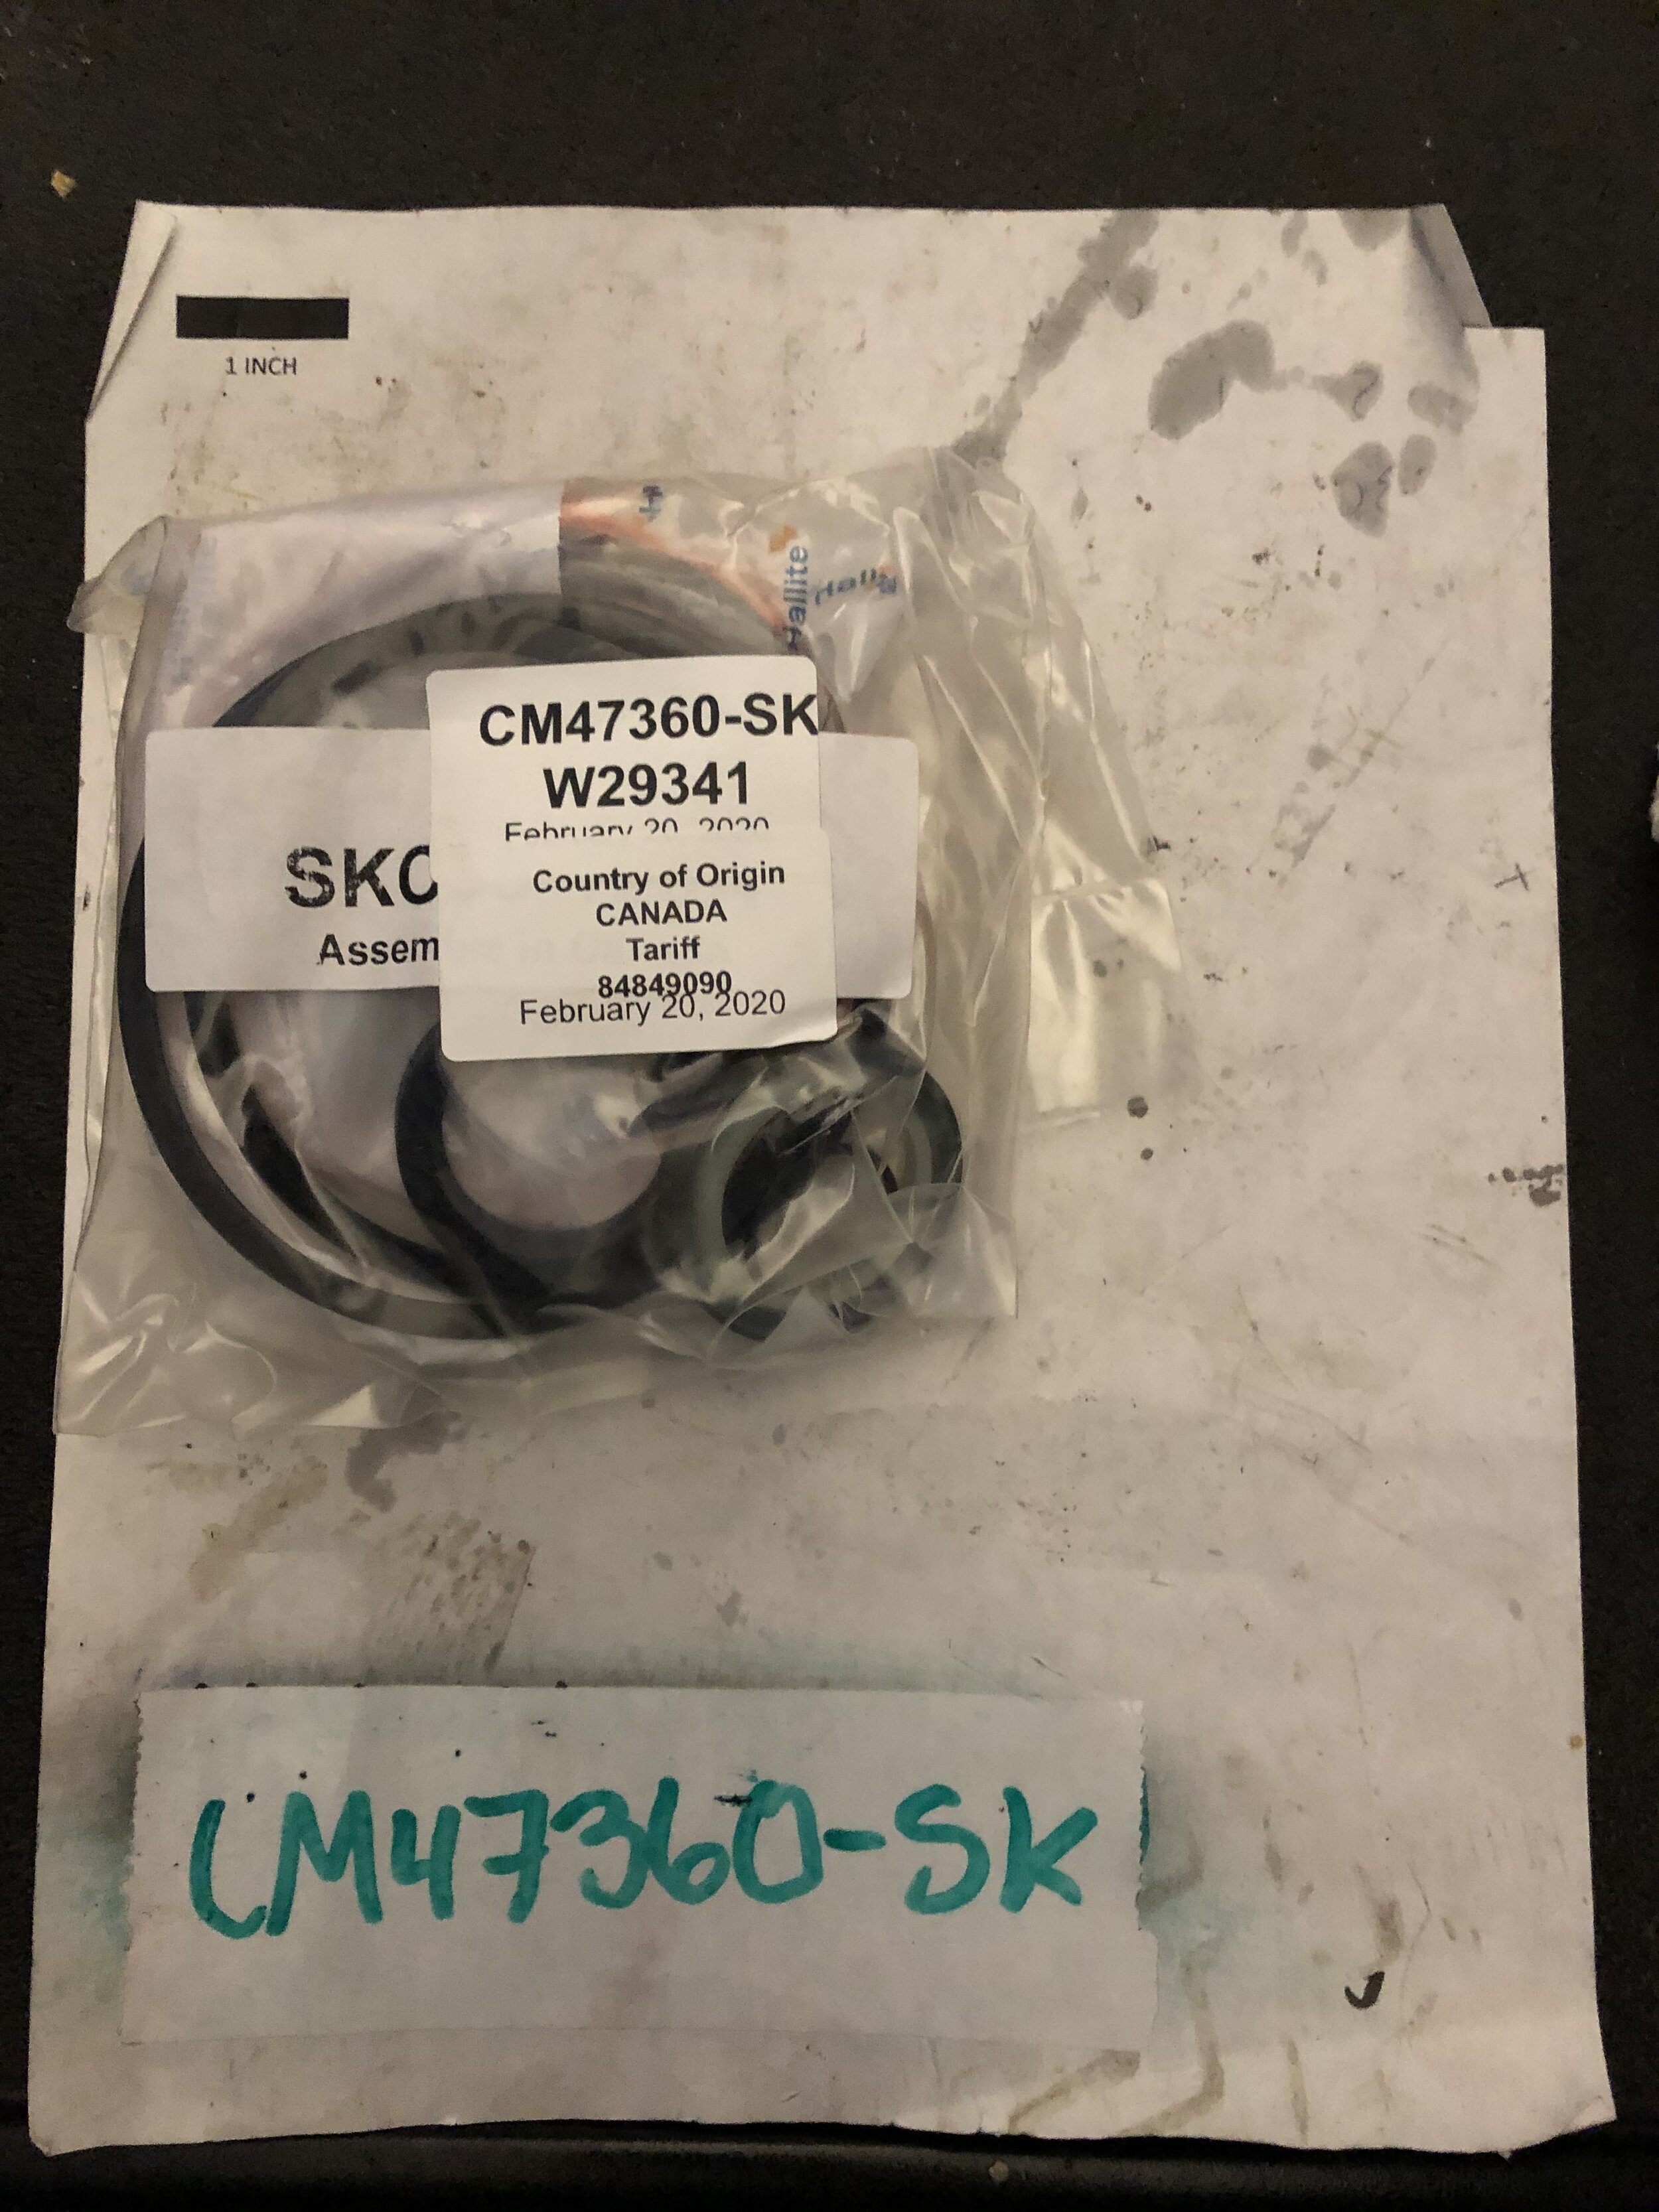 1 INCH
Hallite
CM47360-SK
W29341
February 20, 2020
SKC
Assem
Country of Origin
CANADA
Tariff
84849090
February 20, 2020
CM47360-SK